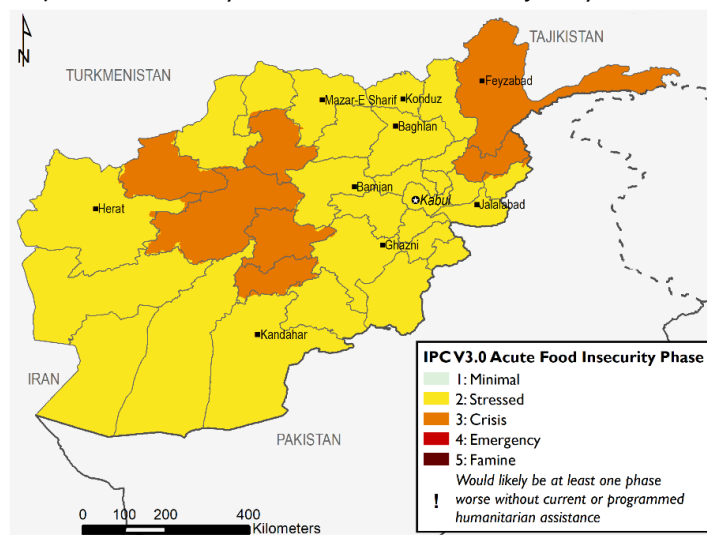 N
TAJIKISTAN
TURKMENISTAN
Feyzabad
Mazar-E Sharif
Konduz
Baghlan
Bamian
Kabul
Herat
Jalalabad
Ghazni
Kandahar
IRAN
PAKISTAN
IPC V3.0 Acute Food Insecurity Phase
1: Minimal
2: Stressed
3: Crisis
4: Emergency
5: Famine
Would likely be at least one phase
! worse without current or programmed
humanitarian assistance
0 100 200 400
Kilometers